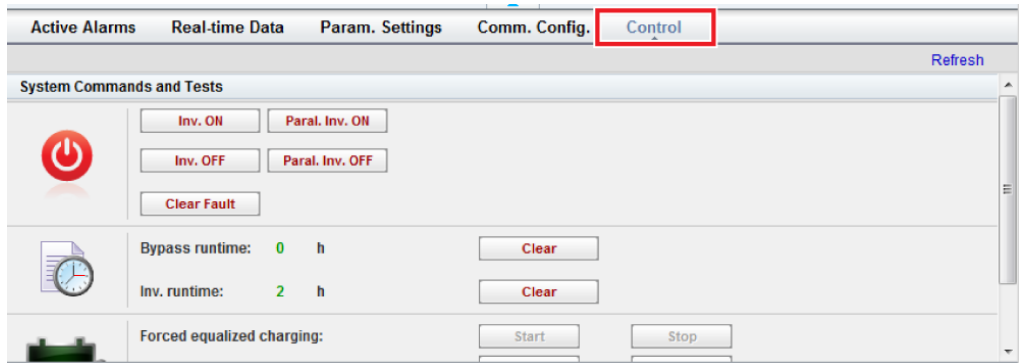 Active Alarms Real-time Data Param. Settings Comm. Config. Control
Refresh
System Commands and Tests
Inv. ON Paral. Inv. ON
Inv. OFF Paral. Inv. OFF
Clear Fault
Bypass runtime: 0 h Clear
Inv. runtime: 2 h Clear
Forced equalized charging: Start Stop